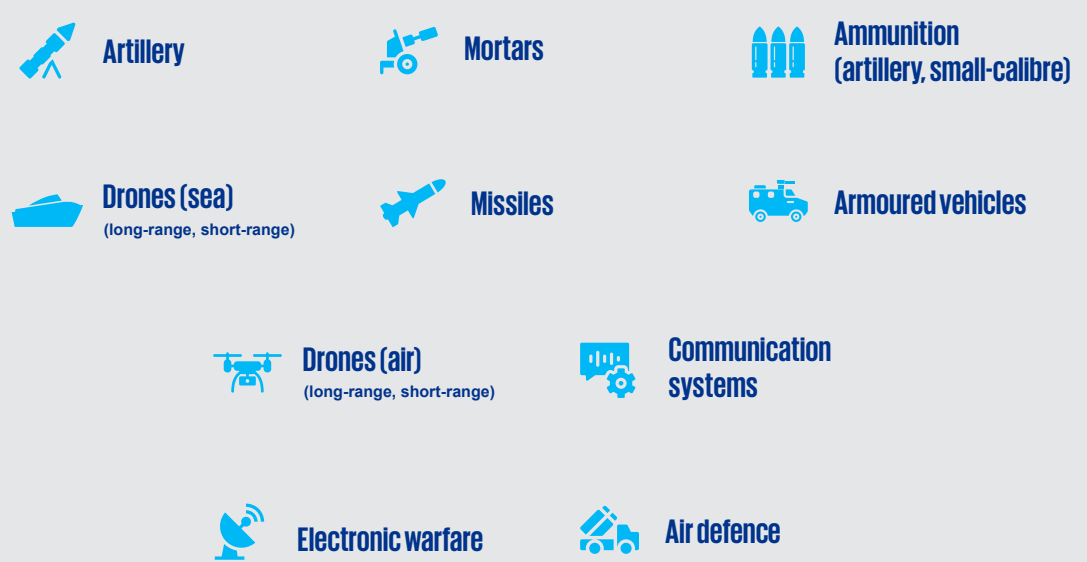 Artillery
Mortars
Ammunition
(artillery, small-calibre)
Drones (sea)
(long-range, short-range)
Missiles
Armoured vehicles
Drones (air)
(long-range, short-range)
Communication
systems
Electronic warfare
Air defence